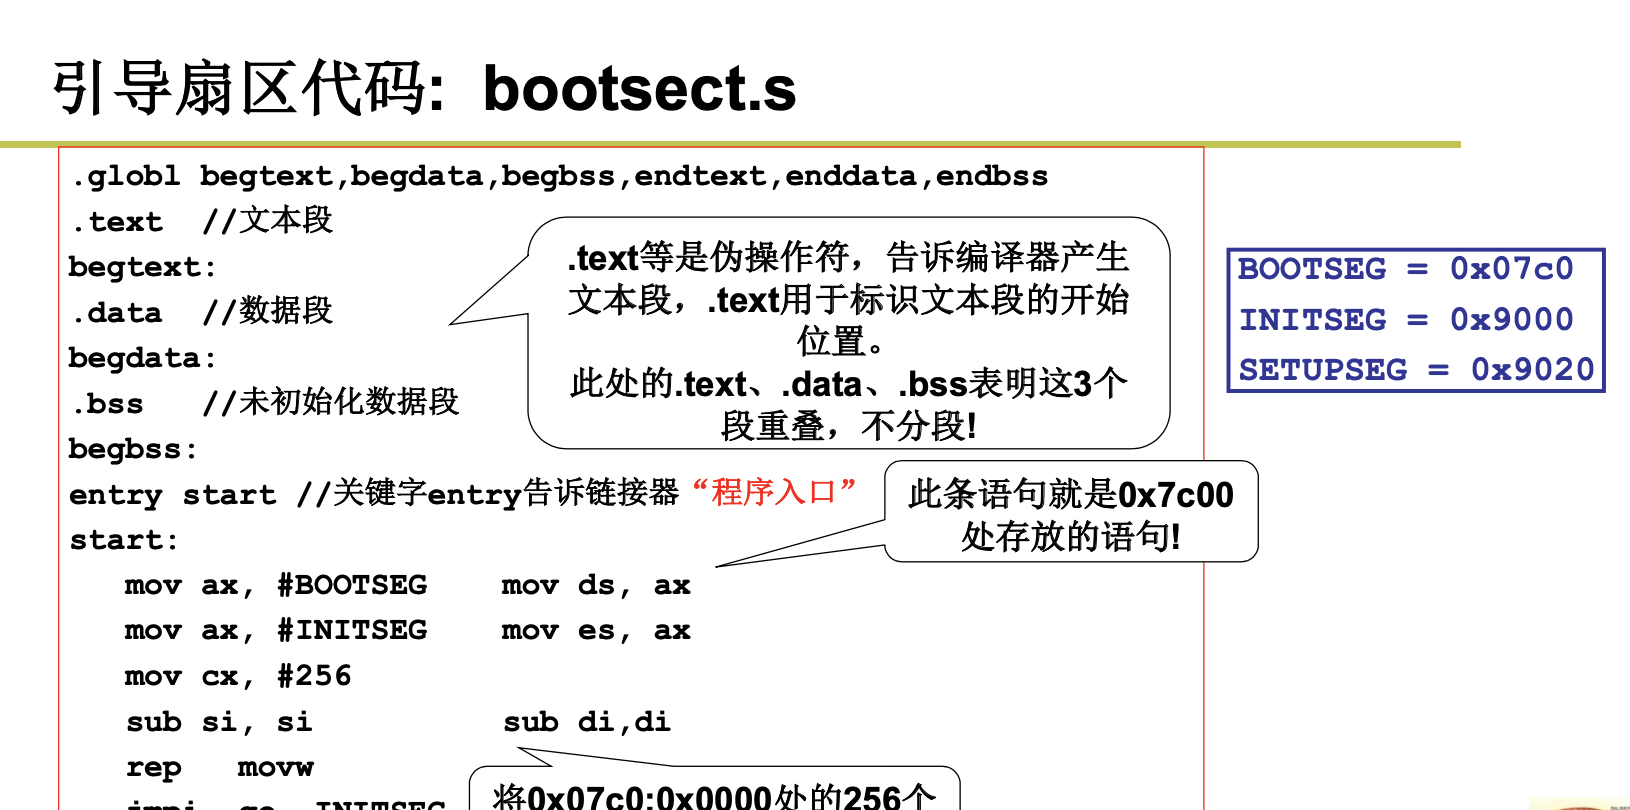 引导扇区代码: bootsect.s
.globl begtext,begdata,begbss,endtext,enddata,endbss
.text //文本段
begtext:
.data //数据段
begdata:
.bss //未初始化数据段
begbss:
entry start //关键字entry告诉链接器“程序入口”
start:
mov ax, #BOOTSEG mov ds, ax
mov ax, #INITSEG mov es, ax
mov cx, #256
sub si, si sub di,di
rep movw
jmpi go, INITSEG
.text等是伪操作符，告诉编译器产生
文本段，.text用于标识文本段的开始
位置。
此处的.text、.data、.bss表明这3个
段重叠，不分段!
此条语句就是0x7c00
处存放的语句!
将0x07c0:0x0000处的256个
BOOTSEG = 0x07c0
INITSEG = 0x9000
SETUPSEG = 0x9020